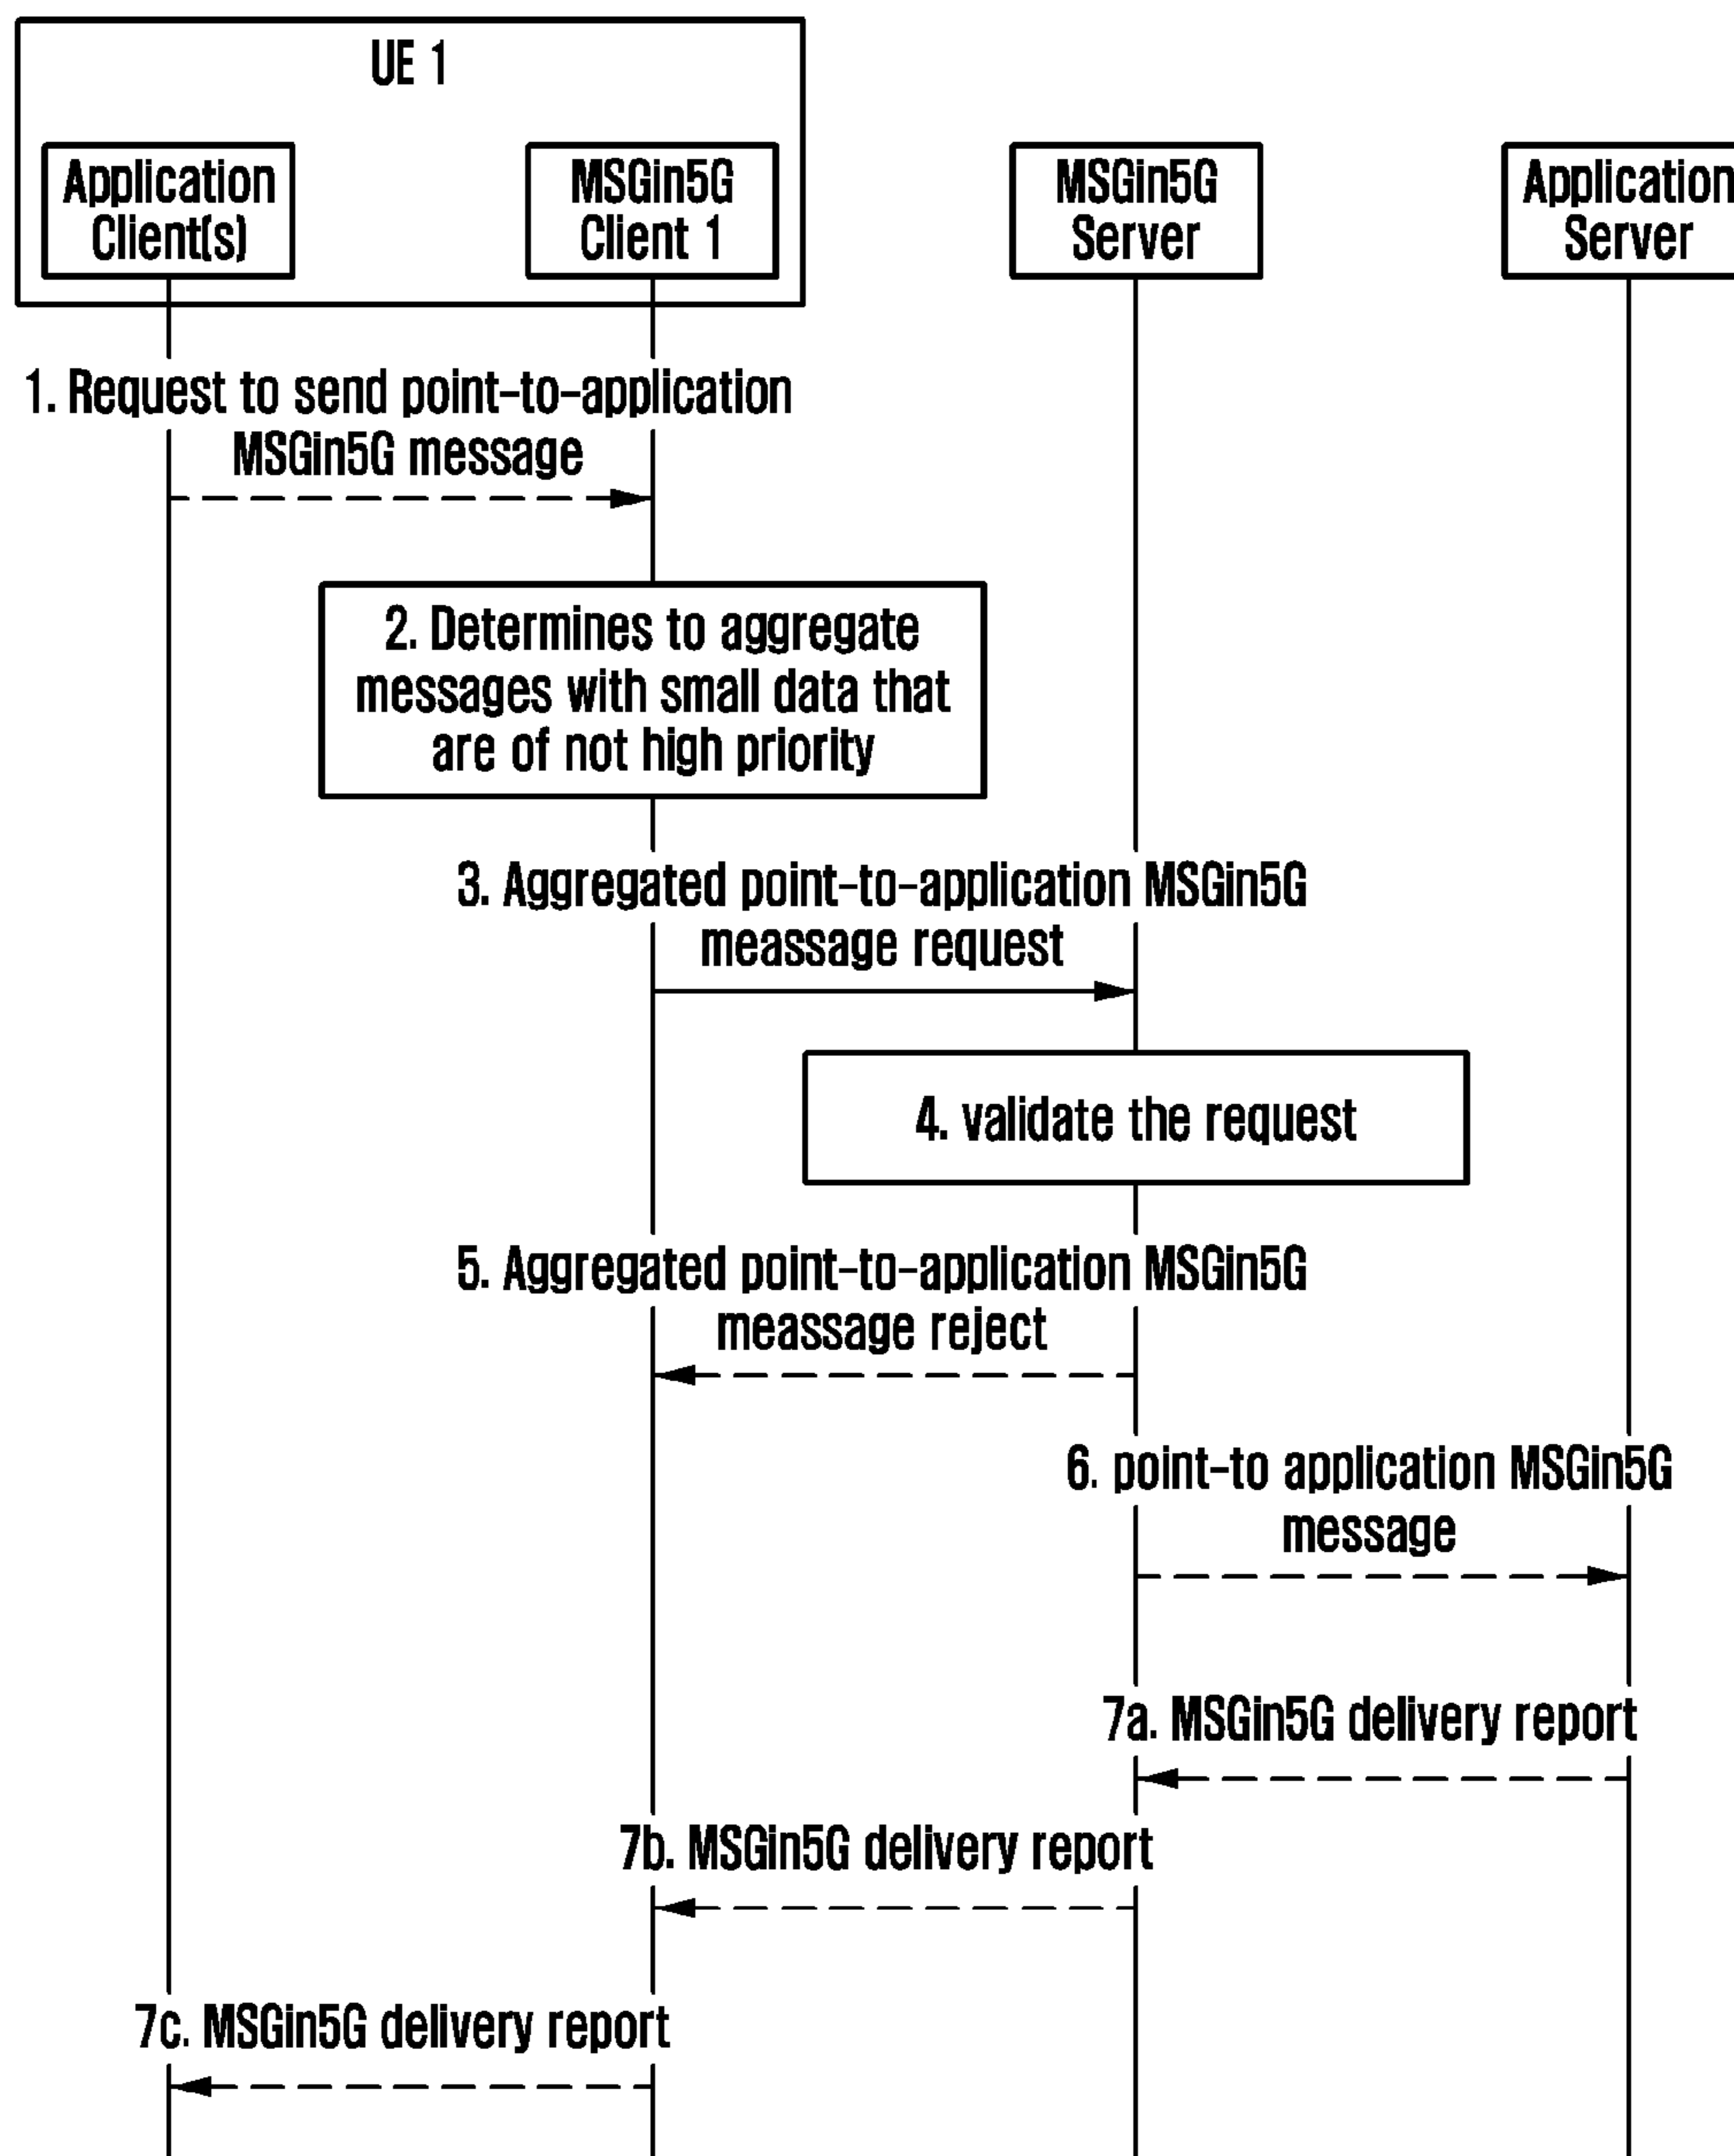 UE 1
Application
Client(s)
MSGin5G
Client 1
MSGin5G
Server
Application
Server
1. Request to send point-to-application
MSGin5G message
2. Determines to aggregate
messages with small data that
are of not high priority
3. Aggregated point-to-application MSGin5G
meassage request
4. validate the request
5. Aggregated point-to-application MSGin5G
meassage reject
6. point-to application MSGin5G
message
7a. MSGin5G delivery report
7b. MSGin5G delivery report
7c. MSGin5G delivery report